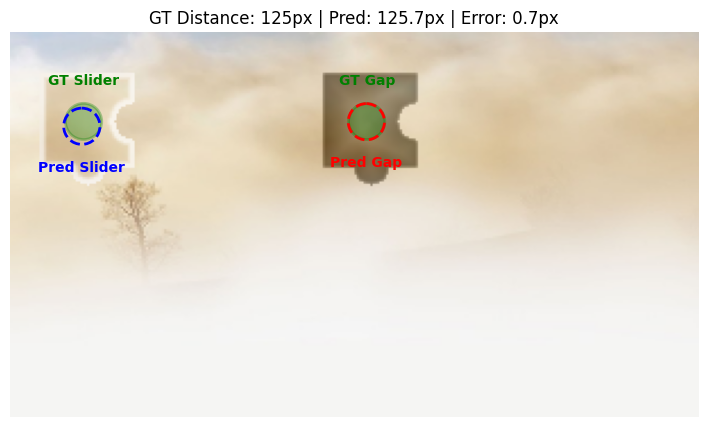 GT Distance: 125px | Pred: 125.7px | Error: 0.7px
GT Slider
GT Gap
Pred Slider
Pred Gap